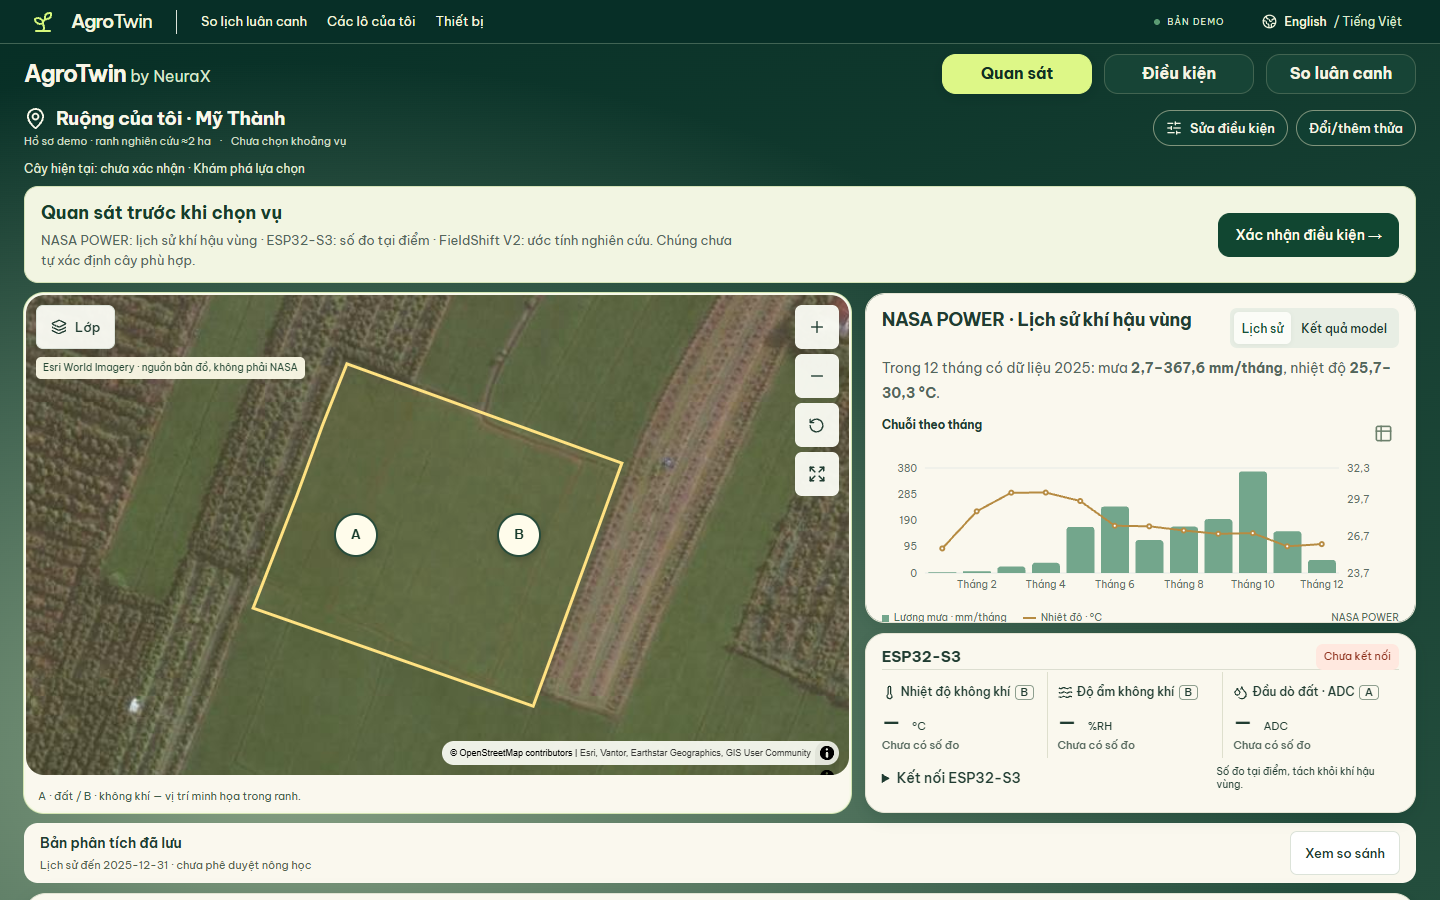 AgroTwin
So lịch luân canh
Các lô của tôi
Thiết bị
BẢN DEMO
English / Tiếng Việt
AgroTwin by NeuraX
Quan sát
Điều kiện
So luân canh
Ruộng của tôi · Mỹ Thành
Hồ sơ demo · ranh nghiên cứu ≈2 ha · Chưa chọn khoảng vụ
Sửa điều kiện
Đổi/thêm thửa
Cây hiện tại: chưa xác nhận · Khám phá lựa chọn
Quan sát trước khi chọn vụ
NASA POWER: lịch sử khí hậu vùng · ESP32-S3: số đo tại điểm · FieldShift V2: ước tính nghiên cứu. Chúng chưa
tự xác định cây phù hợp.
Xác nhận điều kiện →
Lớp
Esri World Imagery · nguồn bản đồ, không phải NASA
A
B
© OpenStreetMap contributors | Esri, Vantor, Earthstar Geographics, GIS User Community
A · đất / B · không khí — vị trí minh họa trong ranh.
NASA POWER · Lịch sử khí hậu vùng
Lịch sử
Kết quả model
Trong 12 tháng có dữ liệu 2025: mưa 2,7–367,6 mm/tháng, nhiệt độ 25,7–
30,3 °C.
Chuỗi theo tháng
380
285
190
95
0
32,3
29,7
26,7
23,7
Tháng 2
Tháng 4
Tháng 6
Tháng 8
Tháng 10
Tháng 12
Lượng mưa · mm/tháng
Nhiệt độ · °C
NASA POWER
ESP32-S3
Chưa kết nối
Nhiệt độ không khí B
— °C
Chưa có số đo
Độ ẩm không khí B
— %RH
Chưa có số đo
Đầu dò đất · ADC A
— ADC
Chưa có số đo
Kết nối ESP32-S3
Số đo tại điểm, tách khỏi khí hậu
vùng.
Bản phân tích đã lưu
Lịch sử đến 2025-12-31 · chưa phê duyệt nông học
Xem so sánh